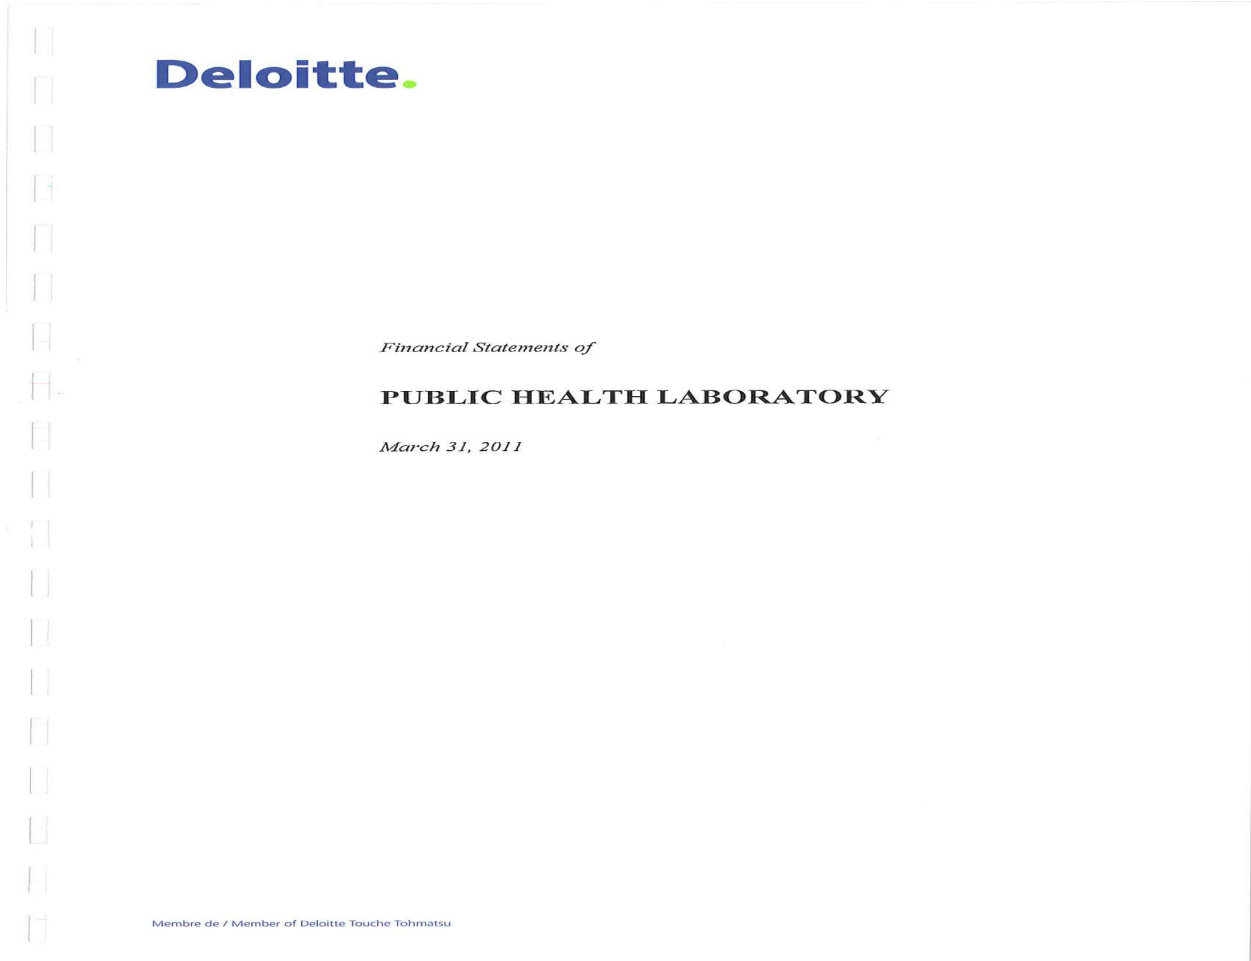 Deloitte.
Financial Statements of
PUBLIC HEALTH LABORATORY
March 31, 2011
Membre de / Member of Deloitte Touche Tohmatsu